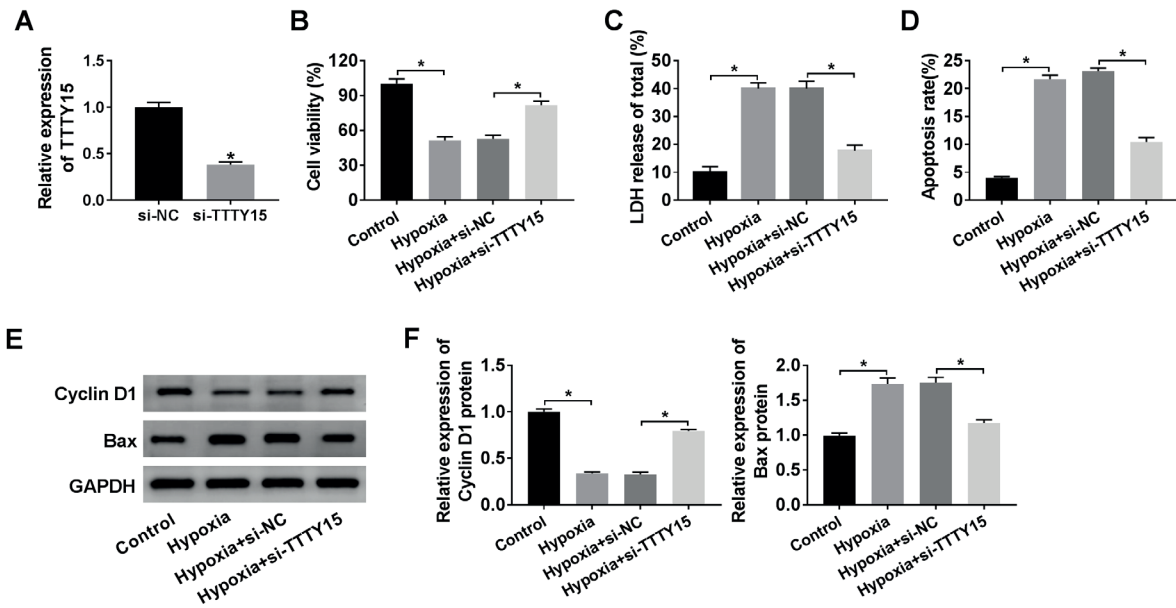 A
Relative expression
of TTTY15
1.5
1.0
0.5
0.0
*
si-NC
si-TTTY15
B
Cell viability (%)
120
90
60
30
0
*
*
Control
Hypoxia
Hypoxia+si-NC
Hypoxia+si-TTTY15
C
LDH release of total (%)
50
40
30
20
10
0
*
*
Control
Hypoxia
Hypoxia+si-NC
Hypoxia+si-TTTY15
D
Apoptosis rate(%)
25
20
15
10
5
0
*
*
Control
Hypoxia
Hypoxia+si-NC
Hypoxia+si-TTTY15
E
Cyclin D1
Bax
GAPDH
Control
Hypoxia
Hypoxia+si-NC
Hypoxia+si-TTTY15
F
Relative expression of
Cyclin D1 protein
1.5
1.0
0.5
0.0
*
*
Control
Hypoxia
Hypoxia+si-NC
Hypoxia+si-TTTY15
Relative expression of
Bax protein
2.0
1.5
1.0
0.5
0.0
*
*
Control
Hypoxia
Hypoxia+si-NC
Hypoxia+si-TTTY15